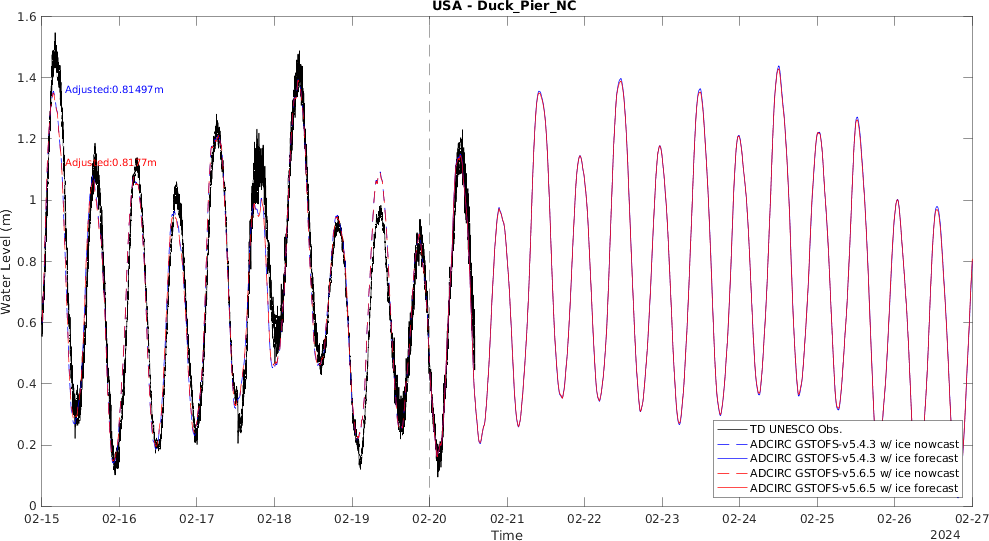 USA - Duck_Pier_NC
1.6
1.4
1.2
1
0.8
0.6
0.4
0.2
0
Water Level (m)
Adjusted:0.81497m
TD UNESCO Obs.
ADCIRC GSTOFS-v5.4.3 w/ ice nowcast
ADCIRC GSTOFS-v5.4.3 w/ ice forecast
ADCIRC GSTOFS-v5.6.5 w/ ice nowcast
ADCIRC GSTOFS-v5.6.5 w/ ice forecast
02-15 02-16 02-17 02-18 02-19 02-20 02-21 02-22 02-23 02-24 02-25 02-26 02-27
Time
2024